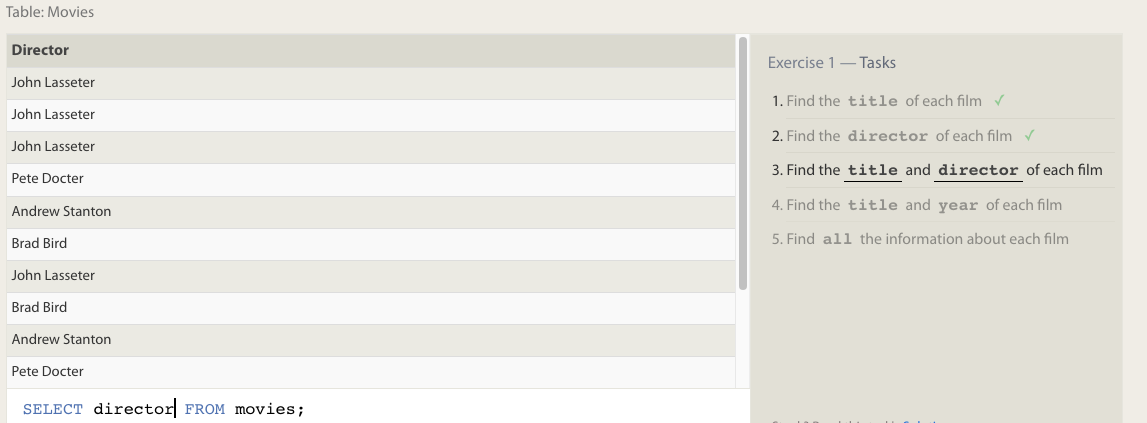 Table: Movies
Director
John Lasseter
John Lasseter
John Lasseter
Pete Docter
Andrew Stanton
Brad Bird
John Lasseter
Brad Bird
Andrew Stanton
Pete Docter
SELECT director FROM movies;
Exercise 1 — Tasks
1. Find the title of each film ✓
2. Find the director of each film ✓
3. Find the title and director of each film
4. Find the title and year of each film
5. Find all the information about each film